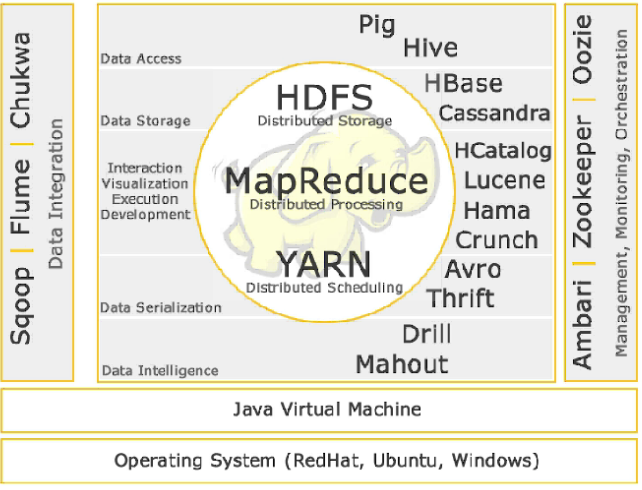 Sqoop | Flume | Chukwa
Data Integration
Data Access
Pig
Hive
Data Storage
HBase
Cassandra
Interaction
Visualization
Execution
Development
HCatalog
Lucene
Hama
Crunch
Data Serialization
Avro
Thrift
Data Intelligence
Drill
Mahout
HDFS
Distributed Storage
MapReduce
Distributed Processing
YARN
Distributed Scheduling
Ambari | Zookeeper | Oozie
Management, Monitoring, Orchestration
Java Virtual Machine
Operating System (RedHat, Ubuntu, Windows)